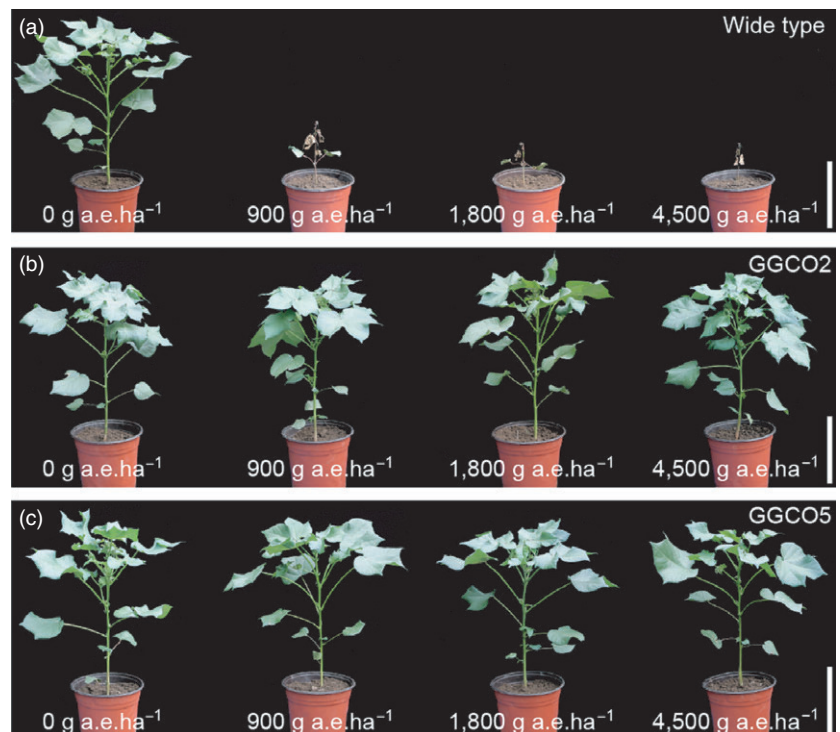 (a)
Wide type
0 g a.e.ha⁻¹ 900 g a.e.ha⁻¹ 1,800 g a.e.ha⁻¹ 4,500 g a.e.ha⁻¹
(b)
GGCO2
0 g a.e.ha⁻¹ 900 g a.e.ha⁻¹ 1,800 g a.e.ha⁻¹ 4,500 g a.e.ha⁻¹
(c)
GGCO5
0 g a.e.ha⁻¹ 900 g a.e.ha⁻¹ 1,800 g a.e.ha⁻¹ 4,500 g a.e.ha⁻¹